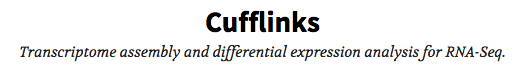 Cufflinks
Transcriptome assembly and differential expression analysis for RNA-Seq.